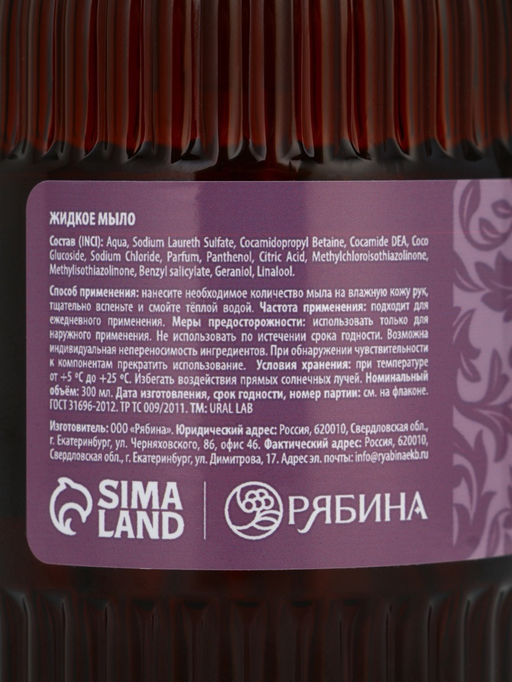 ЖИДКОЕ МЫЛО
Состав (INCI): Aqua, Sodium Laureth Sulfate, Cocamidopropyl Betaine, Cocamide DEA, Coco
Glucoside, Sodium Chloride, Parfum, Panthenol, Citric Acid, Methylchloroisothiazolinone,
Methylisothiazolinone, Benzyl salicylate, Geraniol, Linalool.
Способ применения: нанесите необходимое количество мыла на влажную кожу рук,
тщательно вспеньте и смойте тёплой водой. Частота применения: подходит для
ежедневного применения. Меры предосторожности: использовать только для
наружного применения. Не использовать по истечении срока годности. Возможна
индивидуальная непереносимость ингредиентов. При обнаружении чувствительности
к компонентам прекратить использование. Условия хранения: при температуре
от +5 °C до +25 °C. Избегать воздействия прямых солнечных лучей. Номинальный
объём: 300 мл. Дата изготовления, срок годности, номер партии: см. на флаконе.
ГОСТ 31696-2012. ТР ТС 009/2011. ТМ: URAL LAB
Изготовитель: ООО «Рябина». Юридический адрес: Россия, 620010, Свердловская обл.,
г. Екатеринбург, ул. Черняховского, 86, офис 46. Фактический адрес: Россия, 620010,
Свердловская обл., г. Екатеринбург, ул. Димитрова, 17. Адрес эл. почты: info@ryabinaekb.ru
SIMA
LAND
РЯБИНА